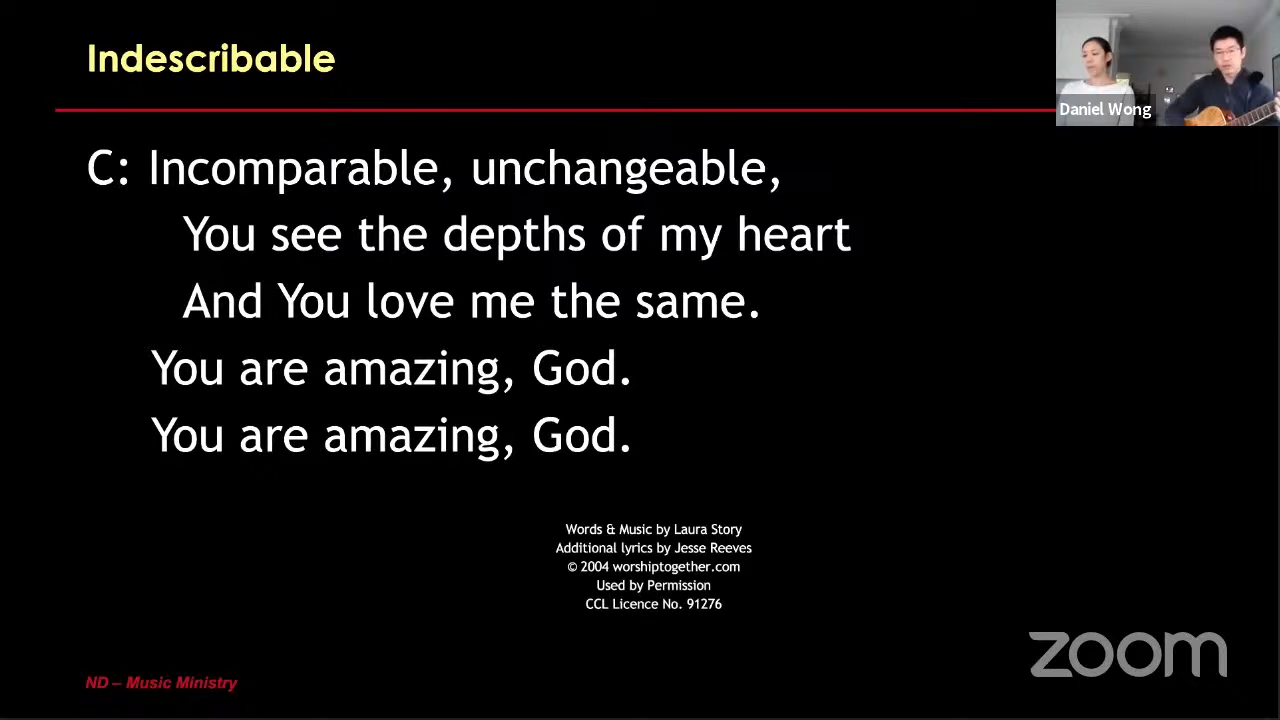 Indescribable
Daniel Wong
C: Incomparable, unchangeable,
You see the depths of my heart
And You love me the same.
You are amazing, God.
You are amazing, God.
Words & Music by Laura Story
Additional lyrics by Jesse Reeves
© 2004 worshiptogether.com
Used by Permission
CCL Licence No. 91276
zoom
ND – Music Ministry